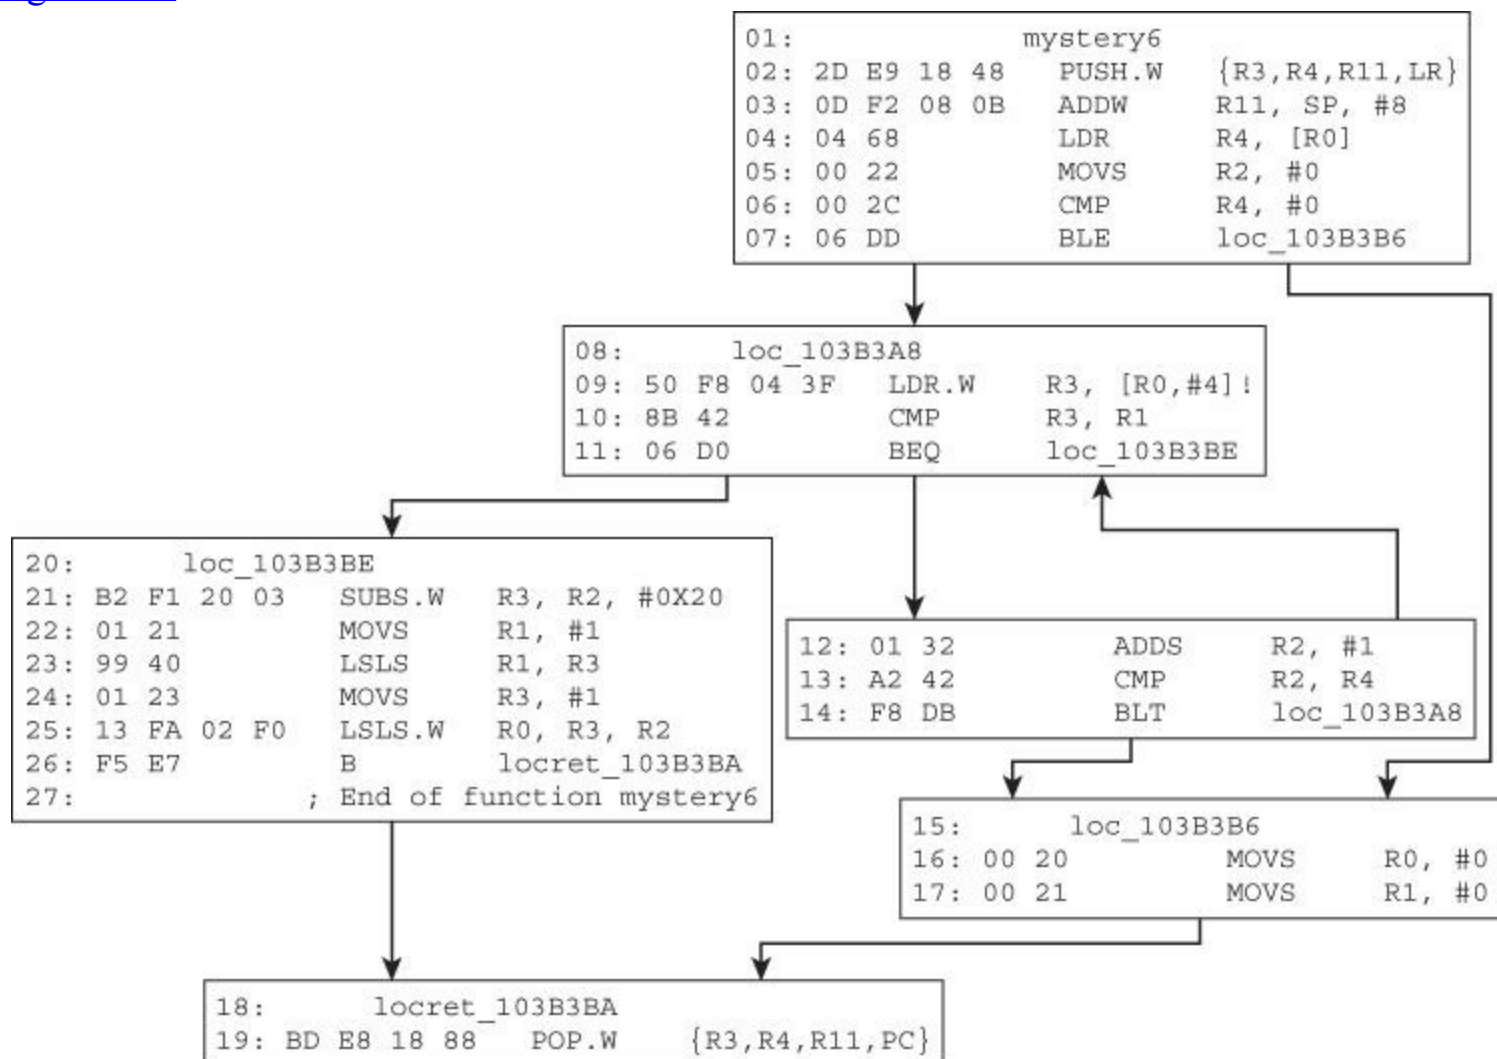 01: mystery6
02: 2D E9 18 48 PUSH.W {R3,R4,R11,LR}
03: 0D F2 08 0B ADDW R11, SP, #8
04: 04 68 LDR R4, [R0]
05: 00 22 MOVS R2, #0
06: 00 2C CMP R4, #0
07: 06 DD BLE loc_103B3B6
08: loc_103B3A8
09: 50 F8 04 3F LDR.W R3, [R0,#4]!
10: 8B 42 CMP R3, R1
11: 06 D0 BEQ loc_103B3BE
20: loc_103B3BE
21: B2 F1 20 03 SUBS.W R3, R2, #0X20
22: 01 21 MOVS R1, #1
23: 99 40 LSLS R1, R3
24: 01 23 MOVS R3, #1
25: 13 FA 02 F0 LSLS.W R0, R3, R2
26: F5 E7 B locret_103B3BA
27: ; End of function mystery6
12: 01 32 ADDS R2, #1
13: A2 42 CMP R2, R4
14: F8 DB BLT loc_103B3A8
15: loc_103B3B6
16: 00 20 MOVS R0, #0
17: 00 21 MOVS R1, #0
18: locret_103B3BA
19: BD E8 18 88 POP.W {R3,R4,R11,PC}